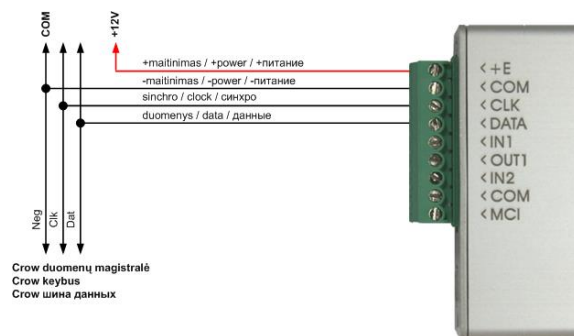 COM
+12V
+maitinimas / +power / +питание
-maitinimas / -power / -питание
sinchro / clock / синхро
duomenys / data / данные
<+E
<COM
<CLK
<DATA
<IN1
<OUT1
<IN2
<COM
<MCI
Neg
Clk
Dat
Crow duomenų magistralė
Crow keybus
Crow шина данных